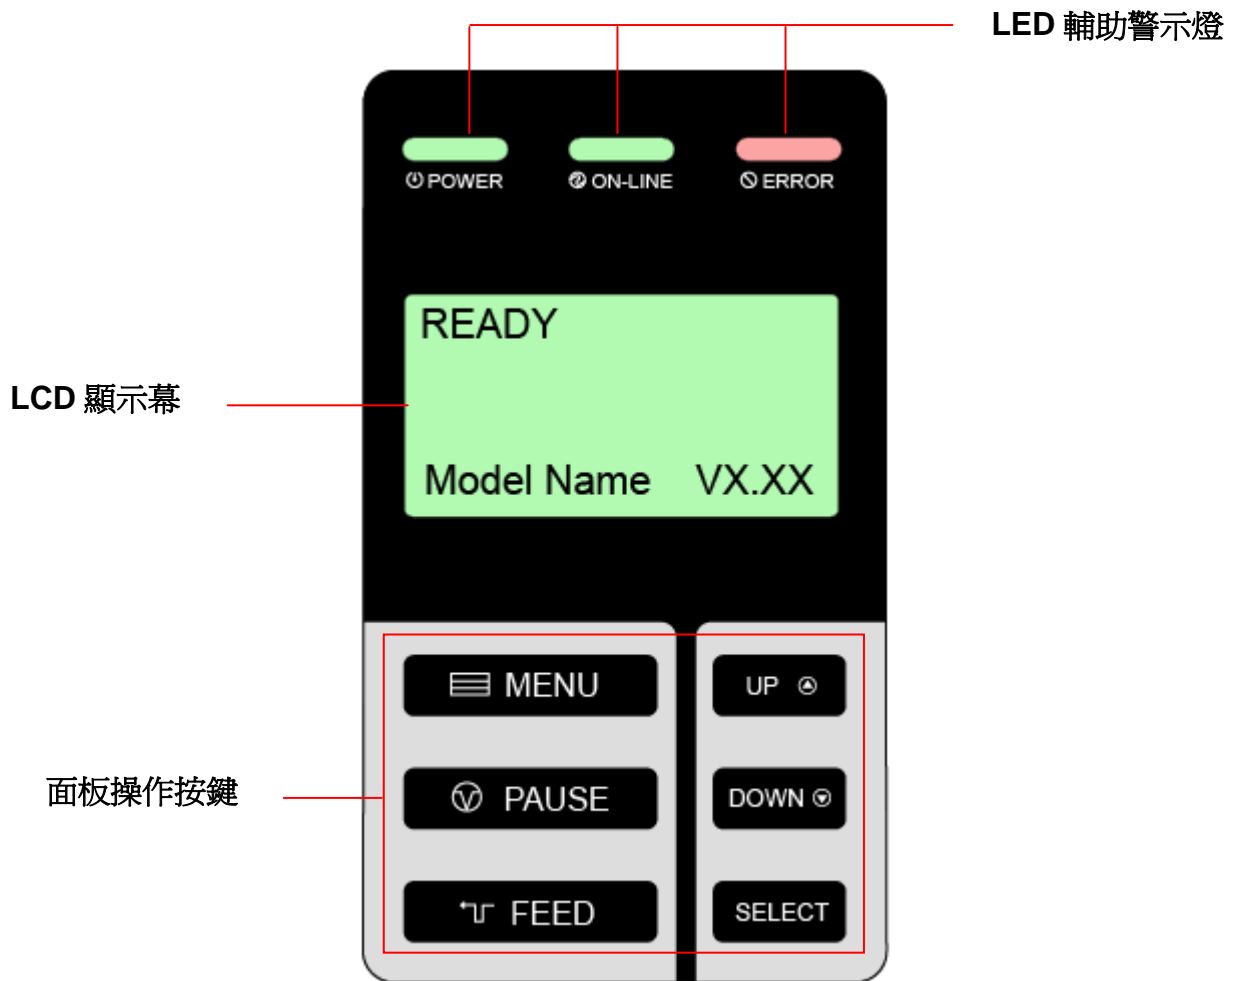 LED 輔助警示燈
POWER
ON-LINE
ERROR
READY
LCD 顯示幕
Model Name VX.XX
MENU
UP
面板操作按鍵
PAUSE
DOWN
FEED
SELECT